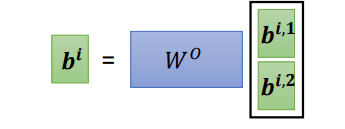 b^{i,1}
b^i = W^O
b^{i,2}